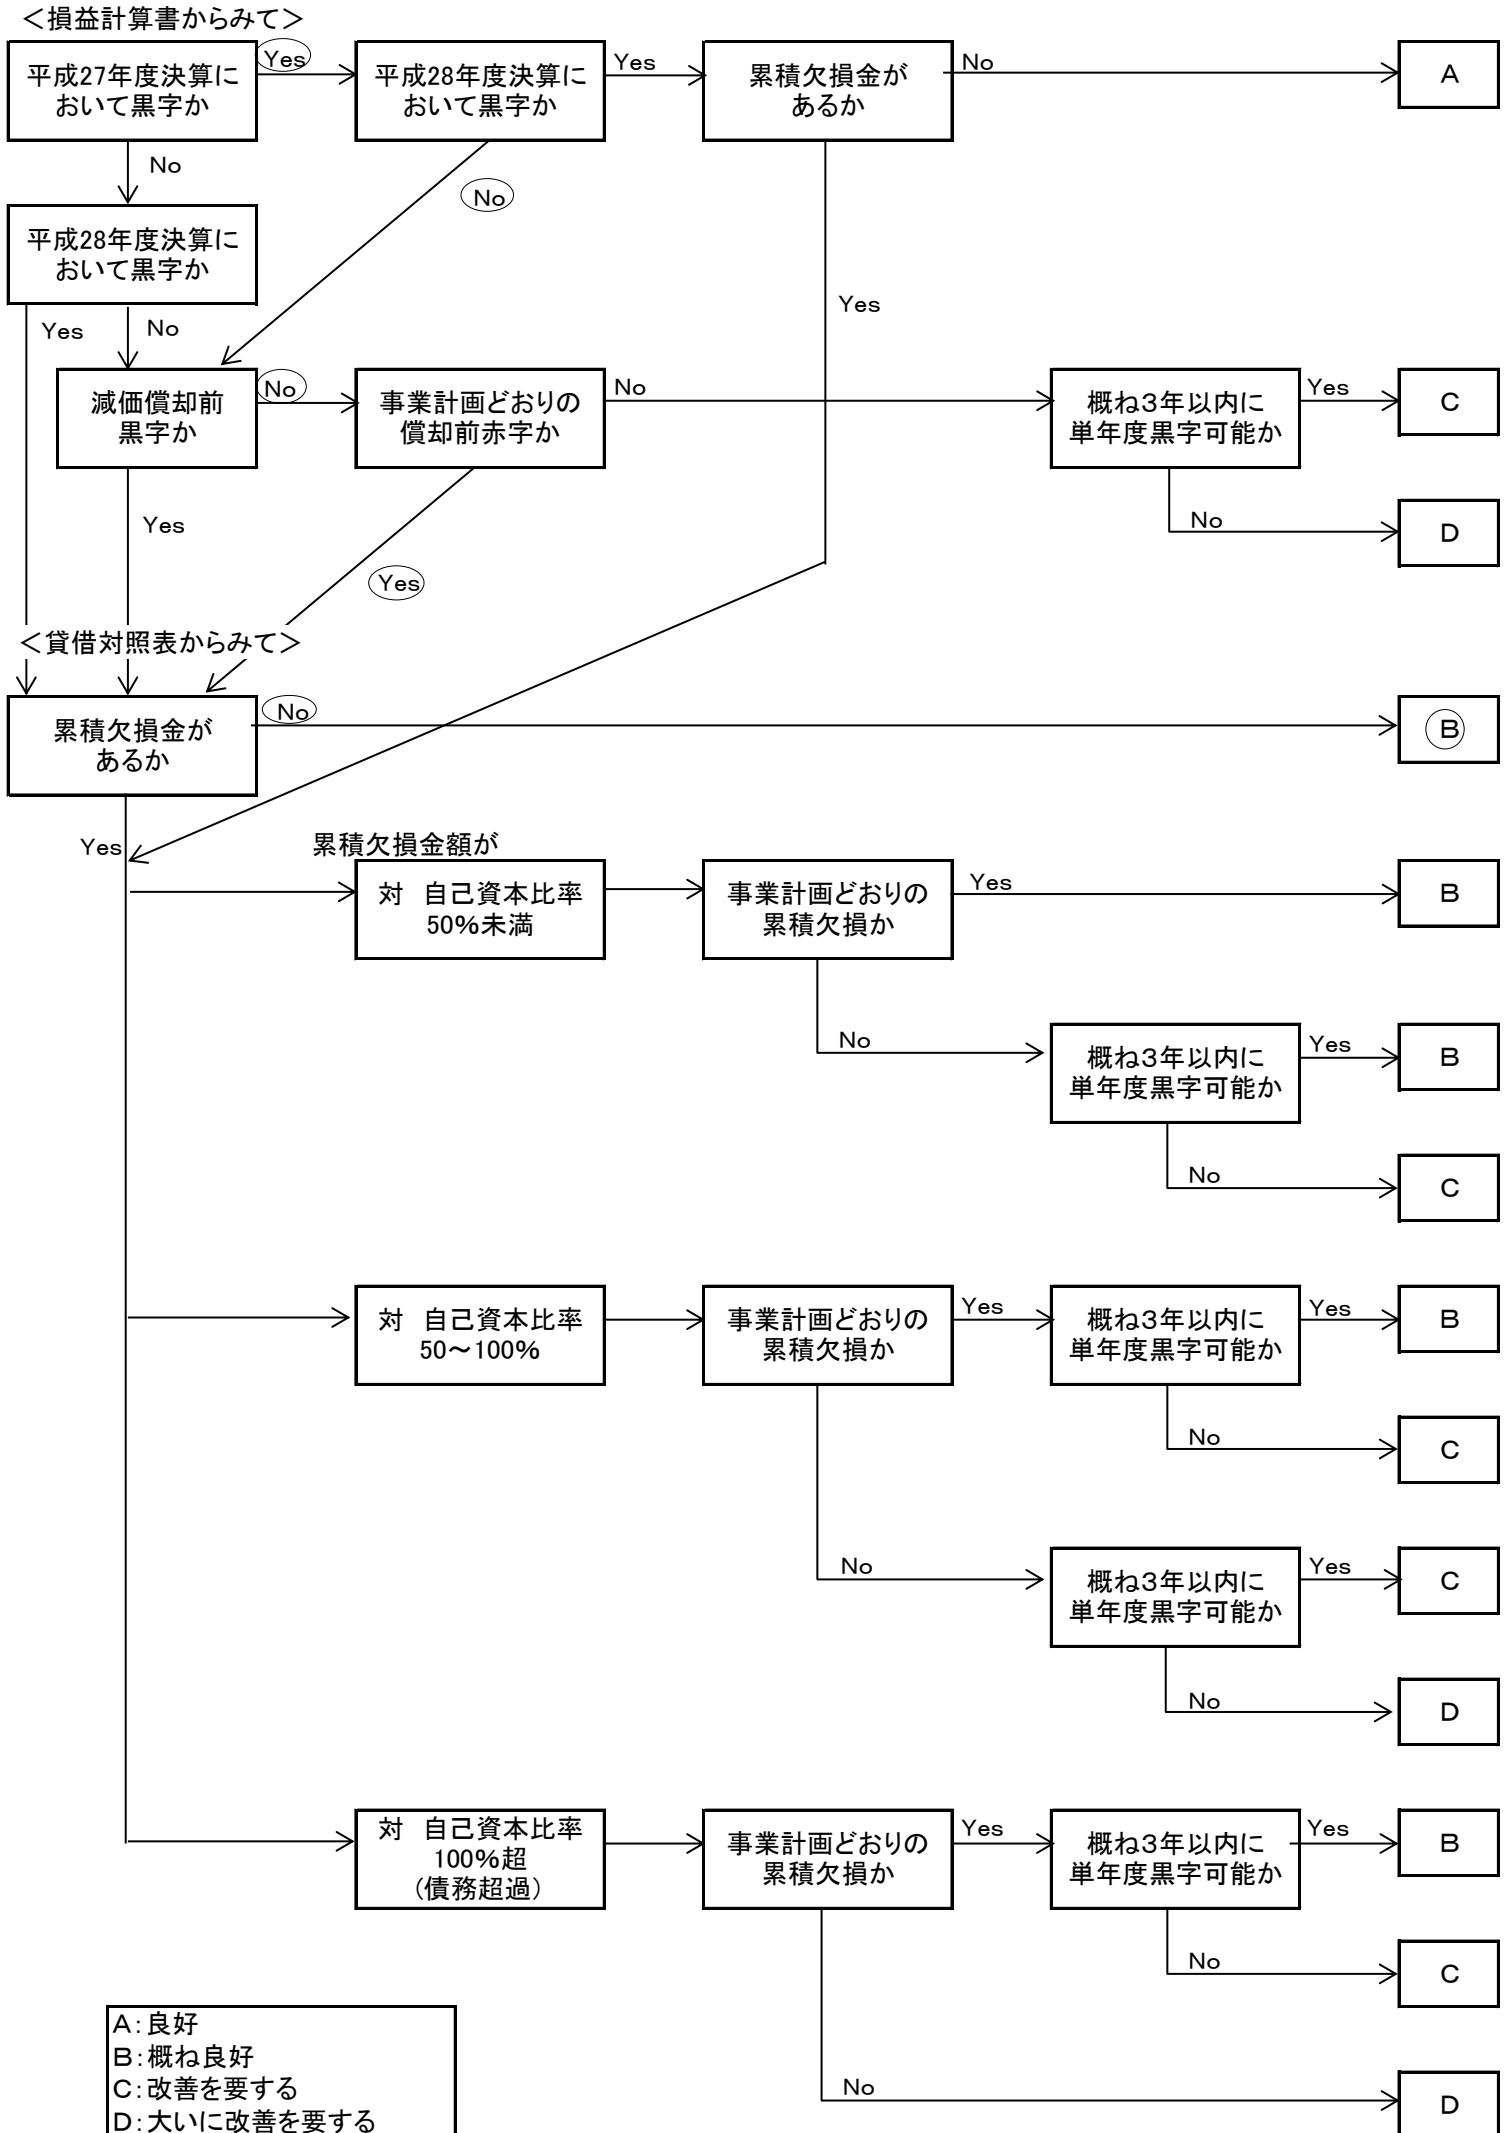 ＜損益計算書からみて＞
平成27年度決算に
おいて黒字か
Yes
平成28年度決算に
おいて黒字か
Yes
累積欠損金が
あるか
No
A
No
No
平成28年度決算に
おいて黒字か
Yes
Yes
No
減価償却前
黒字か
No
事業計画どおりの
償却前赤字か
No
概ね３年以内に
単年度黒字可能か
Yes
C
Yes
No
D
Yes
＜貸借対照表からみて＞
累積欠損金が
あるか
No
B
Yes
累積欠損金額が
対　自己資本比率
50%未満
事業計画どおりの
累積欠損か
Yes
B
No
概ね3年以内に
単年度黒字可能か
Yes
B
No
C
対　自己資本比率
50～100%
事業計画どおりの
累積欠損か
Yes
概ね3年以内に
単年度黒字可能か
Yes
B
No
C
No
概ね3年以内に
単年度黒字可能か
Yes
C
No
D
対　自己資本比率
100%超
（債務超過）
事業計画どおりの
累積欠損か
Yes
概ね3年以内に
単年度黒字可能か
Yes
B
No
C
No
D
A：良好
B：概ね良好
C：改善を要する
D：大いに改善を要する